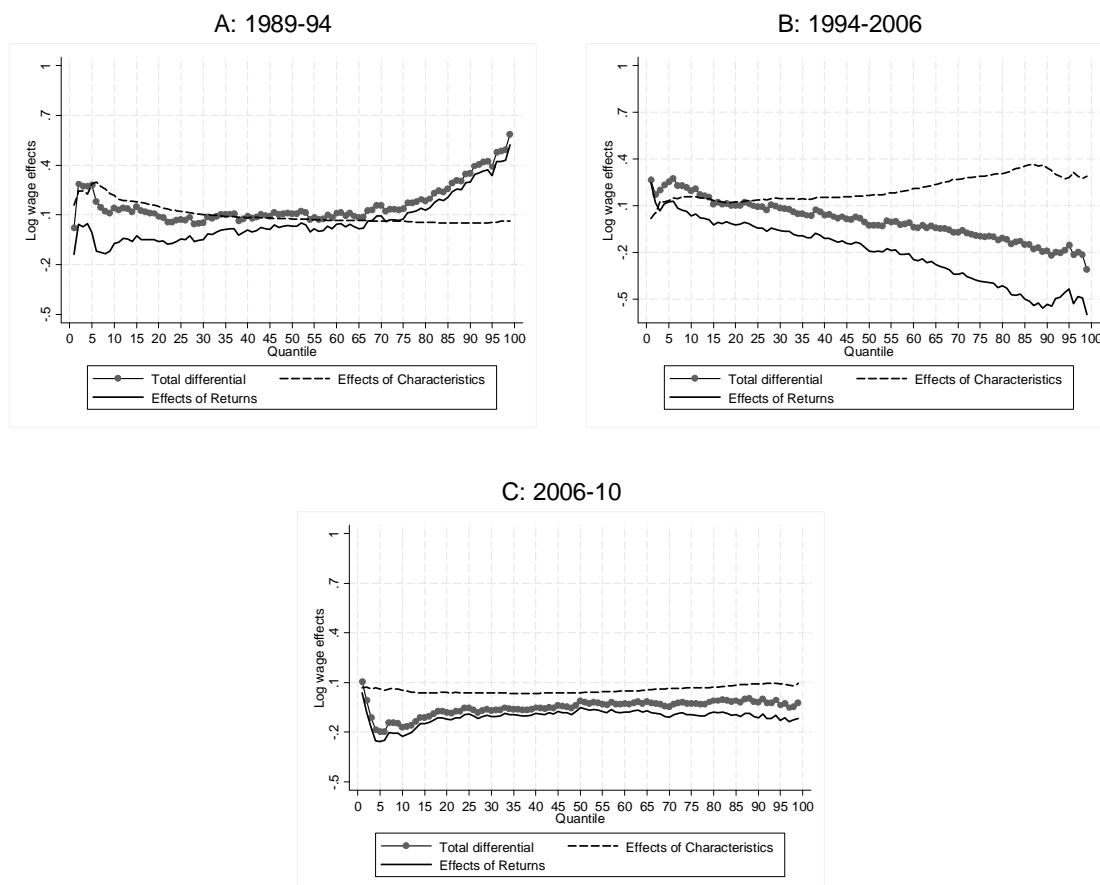 A: 1989-94
Log wage effects
-.5 -.2 .1 .4 .7 1
0 5 10 15 20 25 30 35 40 45 50 55 60 65 70 75 80 85 90 95 100
Quantile
Total differential Effects of Characteristics
Effects of Returns
B: 1994-2006
Log wage effects
-.5 -.2 .1 .4 .7 1
0 5 10 15 20 25 30 35 40 45 50 55 60 65 70 75 80 85 90 95 100
Quantile
Total differential Effects of Characteristics
Effects of Returns
C: 2006-10
Log wage effects
-.5 -.2 .1 .4 .7 1
0 5 10 15 20 25 30 35 40 45 50 55 60 65 70 75 80 85 90 95 100
Quantile
Total differential Effects of Characteristics
Effects of Returns